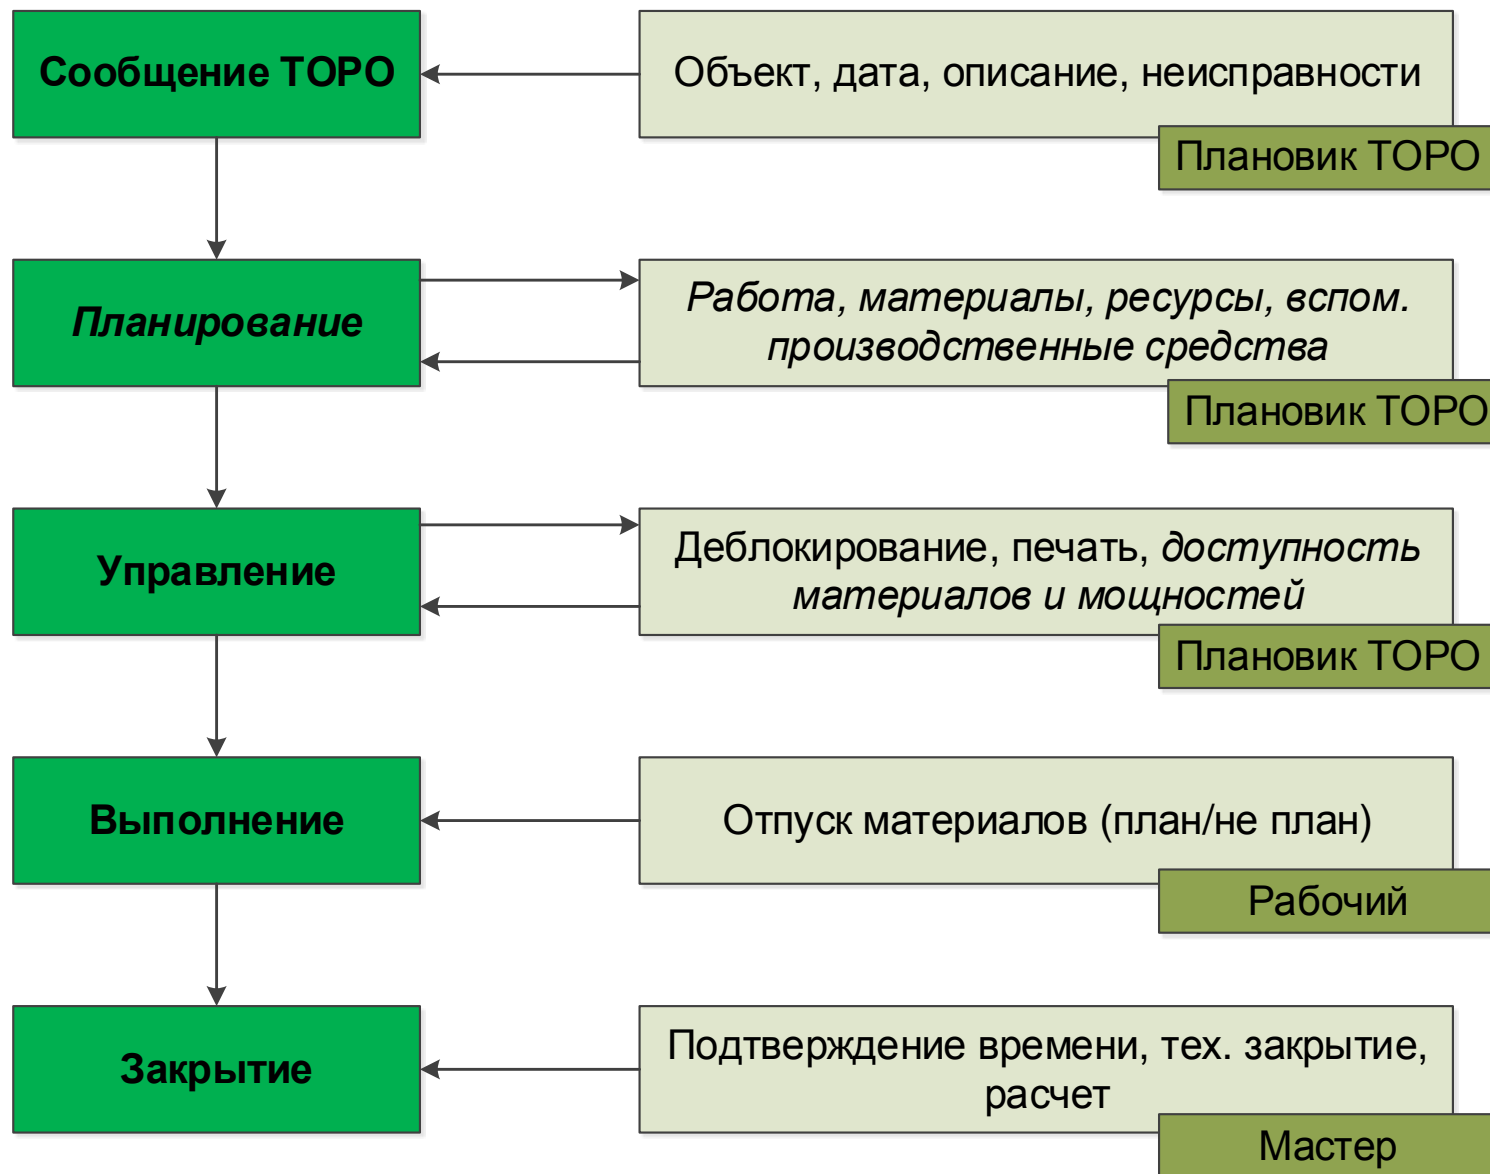 Сообщение ТОРО
Объект, дата, описание, неисправности
Плановик ТОРО
Планирование
Работа, материалы, ресурсы, вспом.
производственные средства
Плановик ТОРО
Управление
Деблокирование, печать, доступность
материалов и мощностей
Плановик ТОРО
Выполнение
Отпуск материалов (план/не план)
Рабочий
Закрытие
Подтверждение времени, тех. закрытие,
расчет
Мастер